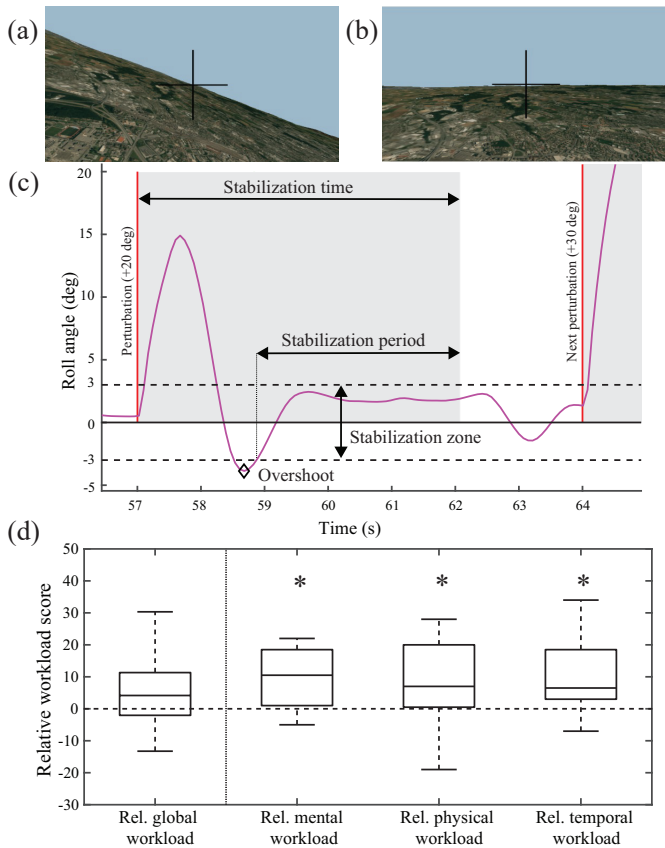 (a)
(b)
(c)
20
15
10
5
3
0
-3
-5
Roll angle (deg)
Perturbation (+20 deg)
Stabilization time
Stabilization period
Stabilization zone
Overshoot
Next perturbation (+30 deg)
57 58 59 60 61 62 63 64
Time (s)
(d)
50
40
30
20
10
0
-10
-20
-30
Relative workload score
* * *
Rel. global workload
Rel. mental workload
Rel. physical workload
Rel. temporal workload